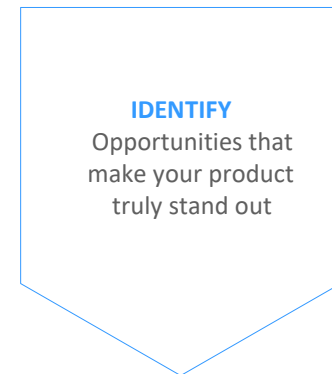 IDENTIFY
Opportunities that
make your product
truly stand out